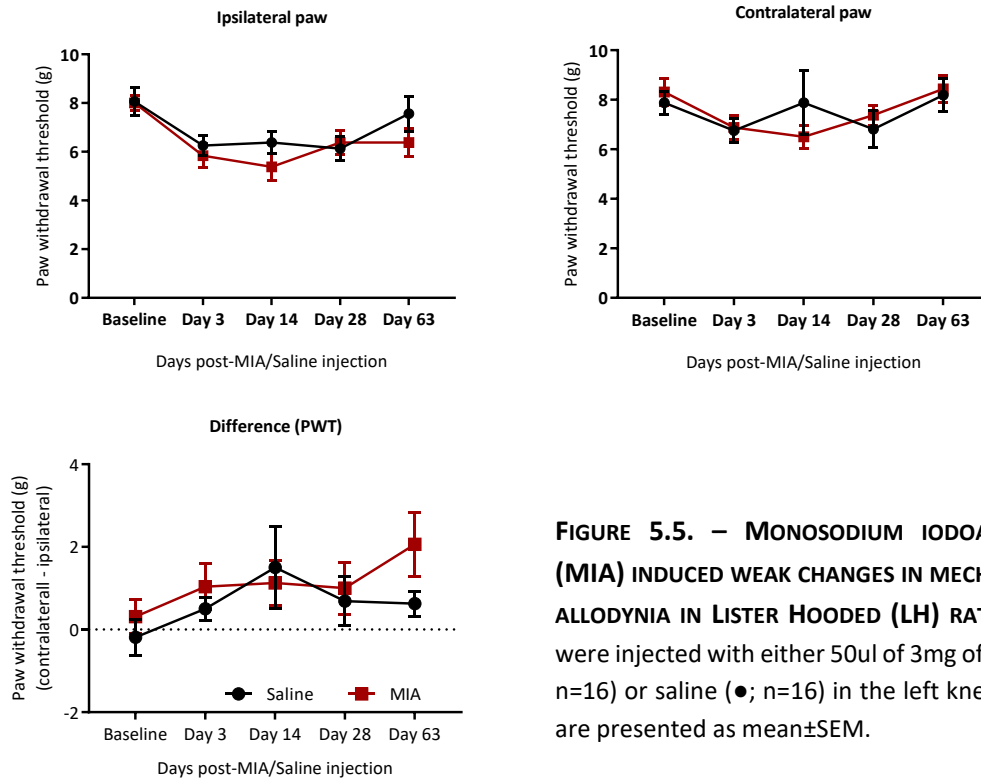 Ipsilateral paw
Paw withdrawal threshold (g)
10
8
6
4
2
0
Baseline Day 3 Day 14 Day 28 Day 63
Days post-MIA/Saline injection
Contralateral paw
Paw withdrawal threshold (g)
10
8
6
4
2
0
Baseline Day 3 Day 14 Day 28 Day 63
Days post-MIA/Saline injection
Difference (PWT)
Paw withdrawal threshold (g)
(contralaterall - ipsilateral)
4
2
0
-2
Saline MIA
Baseline Day 3 Day 14 Day 28 Day 63
Days post-MIA/Saline injection
FIGURE 5.5. – MONOSODIUM IODOA
(MIA) INDUCED WEAK CHANGES IN MECH
ALLODYNIA IN LISTER HOODED (LH) RAT
were injected with either 50ul of 3mg of
n=16) or saline (●; n=16) in the left kne
are presented as mean±SEM.